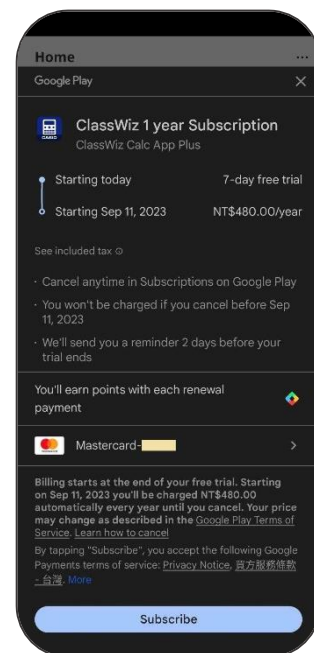 Home
...
Google Play
CASIO
ClassWiz 1 year Subscription
ClassWiz Calc App Plus
Starting today 7-day free trial
Starting Sep 11, 2023 NT$480.00/year
See included tax
· Cancel anytime in Subscriptions on Google Play
· You won't be charged if you cancel before Sep
11, 2023
· We'll send you a reminder 2 days before your
trial ends
You'll earn points with each renewal
payment
Mastercard-
Billing starts at the end of your free trial. Starting
on Sep 11, 2023 you'll be charged NT$480.00
automatically every year until you cancel. Your price
may change as described in the Google Play Terms of
Service. Learn how to cancel
By tapping "Subscribe", you accept the following Google
Payments terms of service: Privacy Notice, 買方服務條款
- 台灣. More
Subscribe